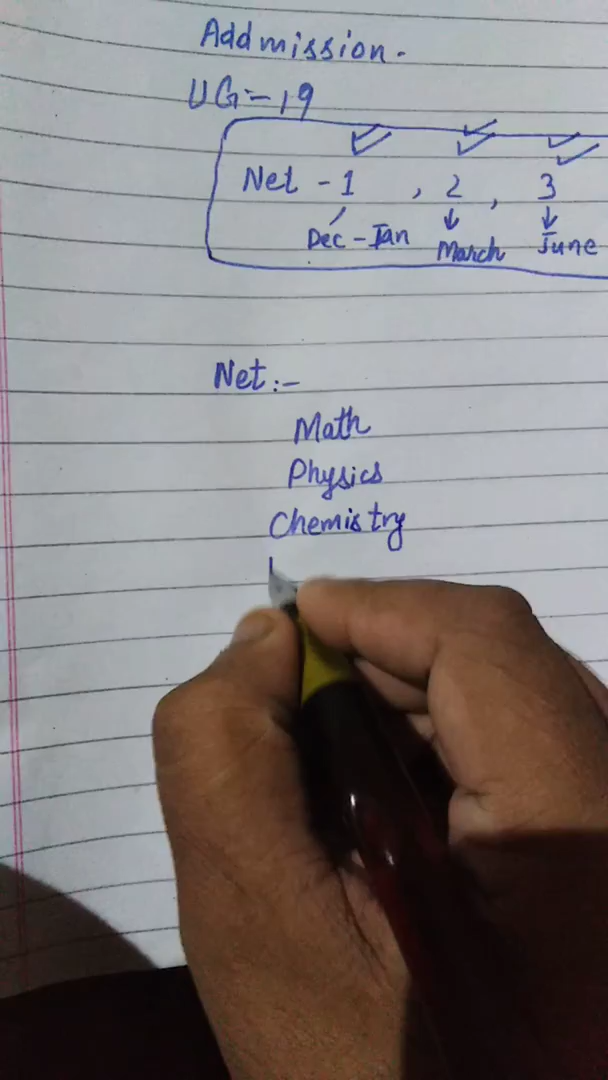 Addmission.
UG:-19
Net - 1 , 2 , 3
Dec - Jan March June
Net :-
Math
Physics
Chemistry